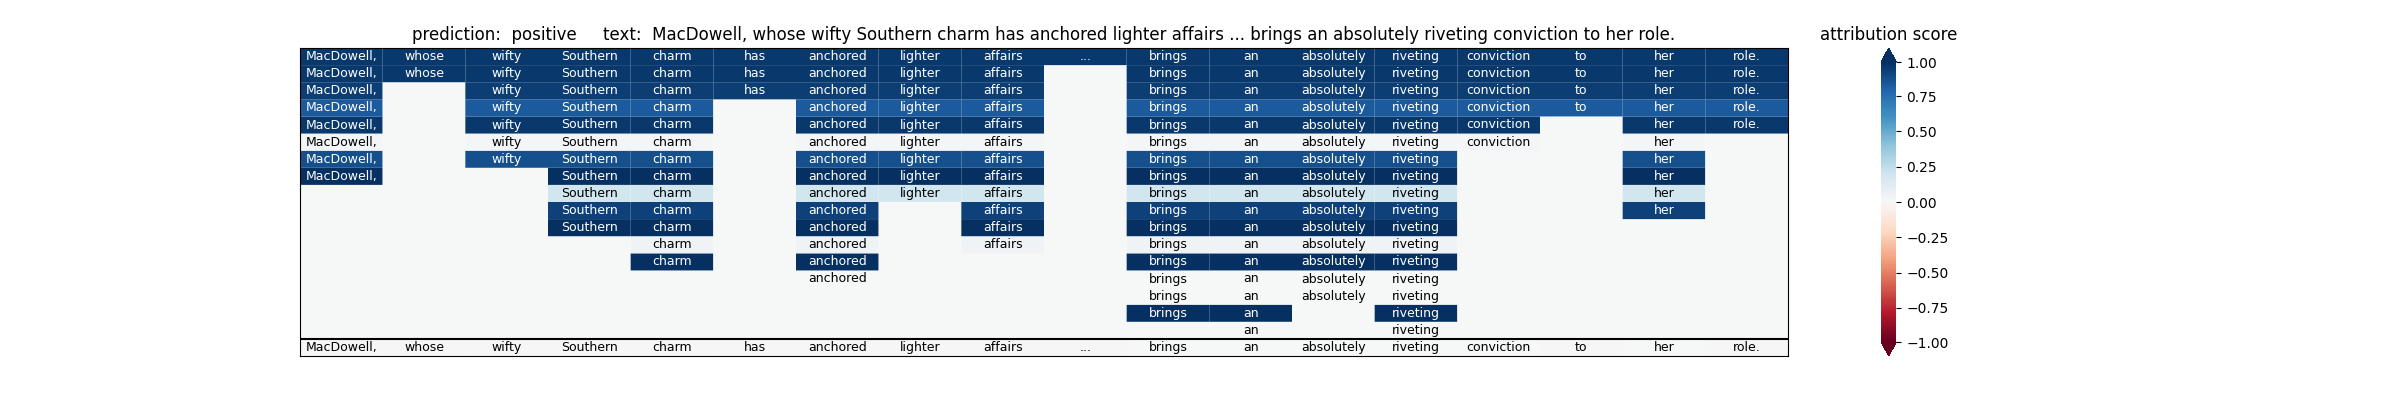 prediction:  positive     text:  MacDowell, whose wifty Southern charm has anchored lighter affairs ... brings an absolutely riveting conviction to her role.
attribution score
MacDowell, whose wifty Southern charm has anchored lighter affairs ... brings an absolutely riveting conviction to her role.
MacDowell, whose wifty Southern charm has anchored lighter affairs brings an absolutely riveting conviction to her role.
MacDowell, wifty Southern charm has anchored lighter affairs brings an absolutely riveting conviction to her role.
MacDowell, wifty Southern charm anchored lighter affairs brings an absolutely riveting conviction to her role.
MacDowell, wifty Southern charm anchored lighter affairs brings an absolutely riveting conviction her role.
MacDowell, wifty Southern charm anchored lighter affairs brings an absolutely riveting conviction her
MacDowell, wifty Southern charm anchored lighter affairs brings an absolutely riveting her
MacDowell, Southern charm anchored lighter affairs brings an absolutely riveting her
Southern charm anchored lighter affairs brings an absolutely riveting her
Southern charm anchored affairs brings an absolutely riveting her
Southern charm anchored affairs brings an absolutely riveting
charm anchored affairs brings an absolutely riveting
charm anchored brings an absolutely riveting
anchored brings an absolutely riveting
brings an absolutely riveting
brings an riveting
an riveting
MacDowell, whose wifty Southern charm has anchored lighter affairs ... brings an absolutely riveting conviction to her role.
1.00
0.75
0.50
0.25
0.00
−0.25
−0.50
−0.75
−1.00